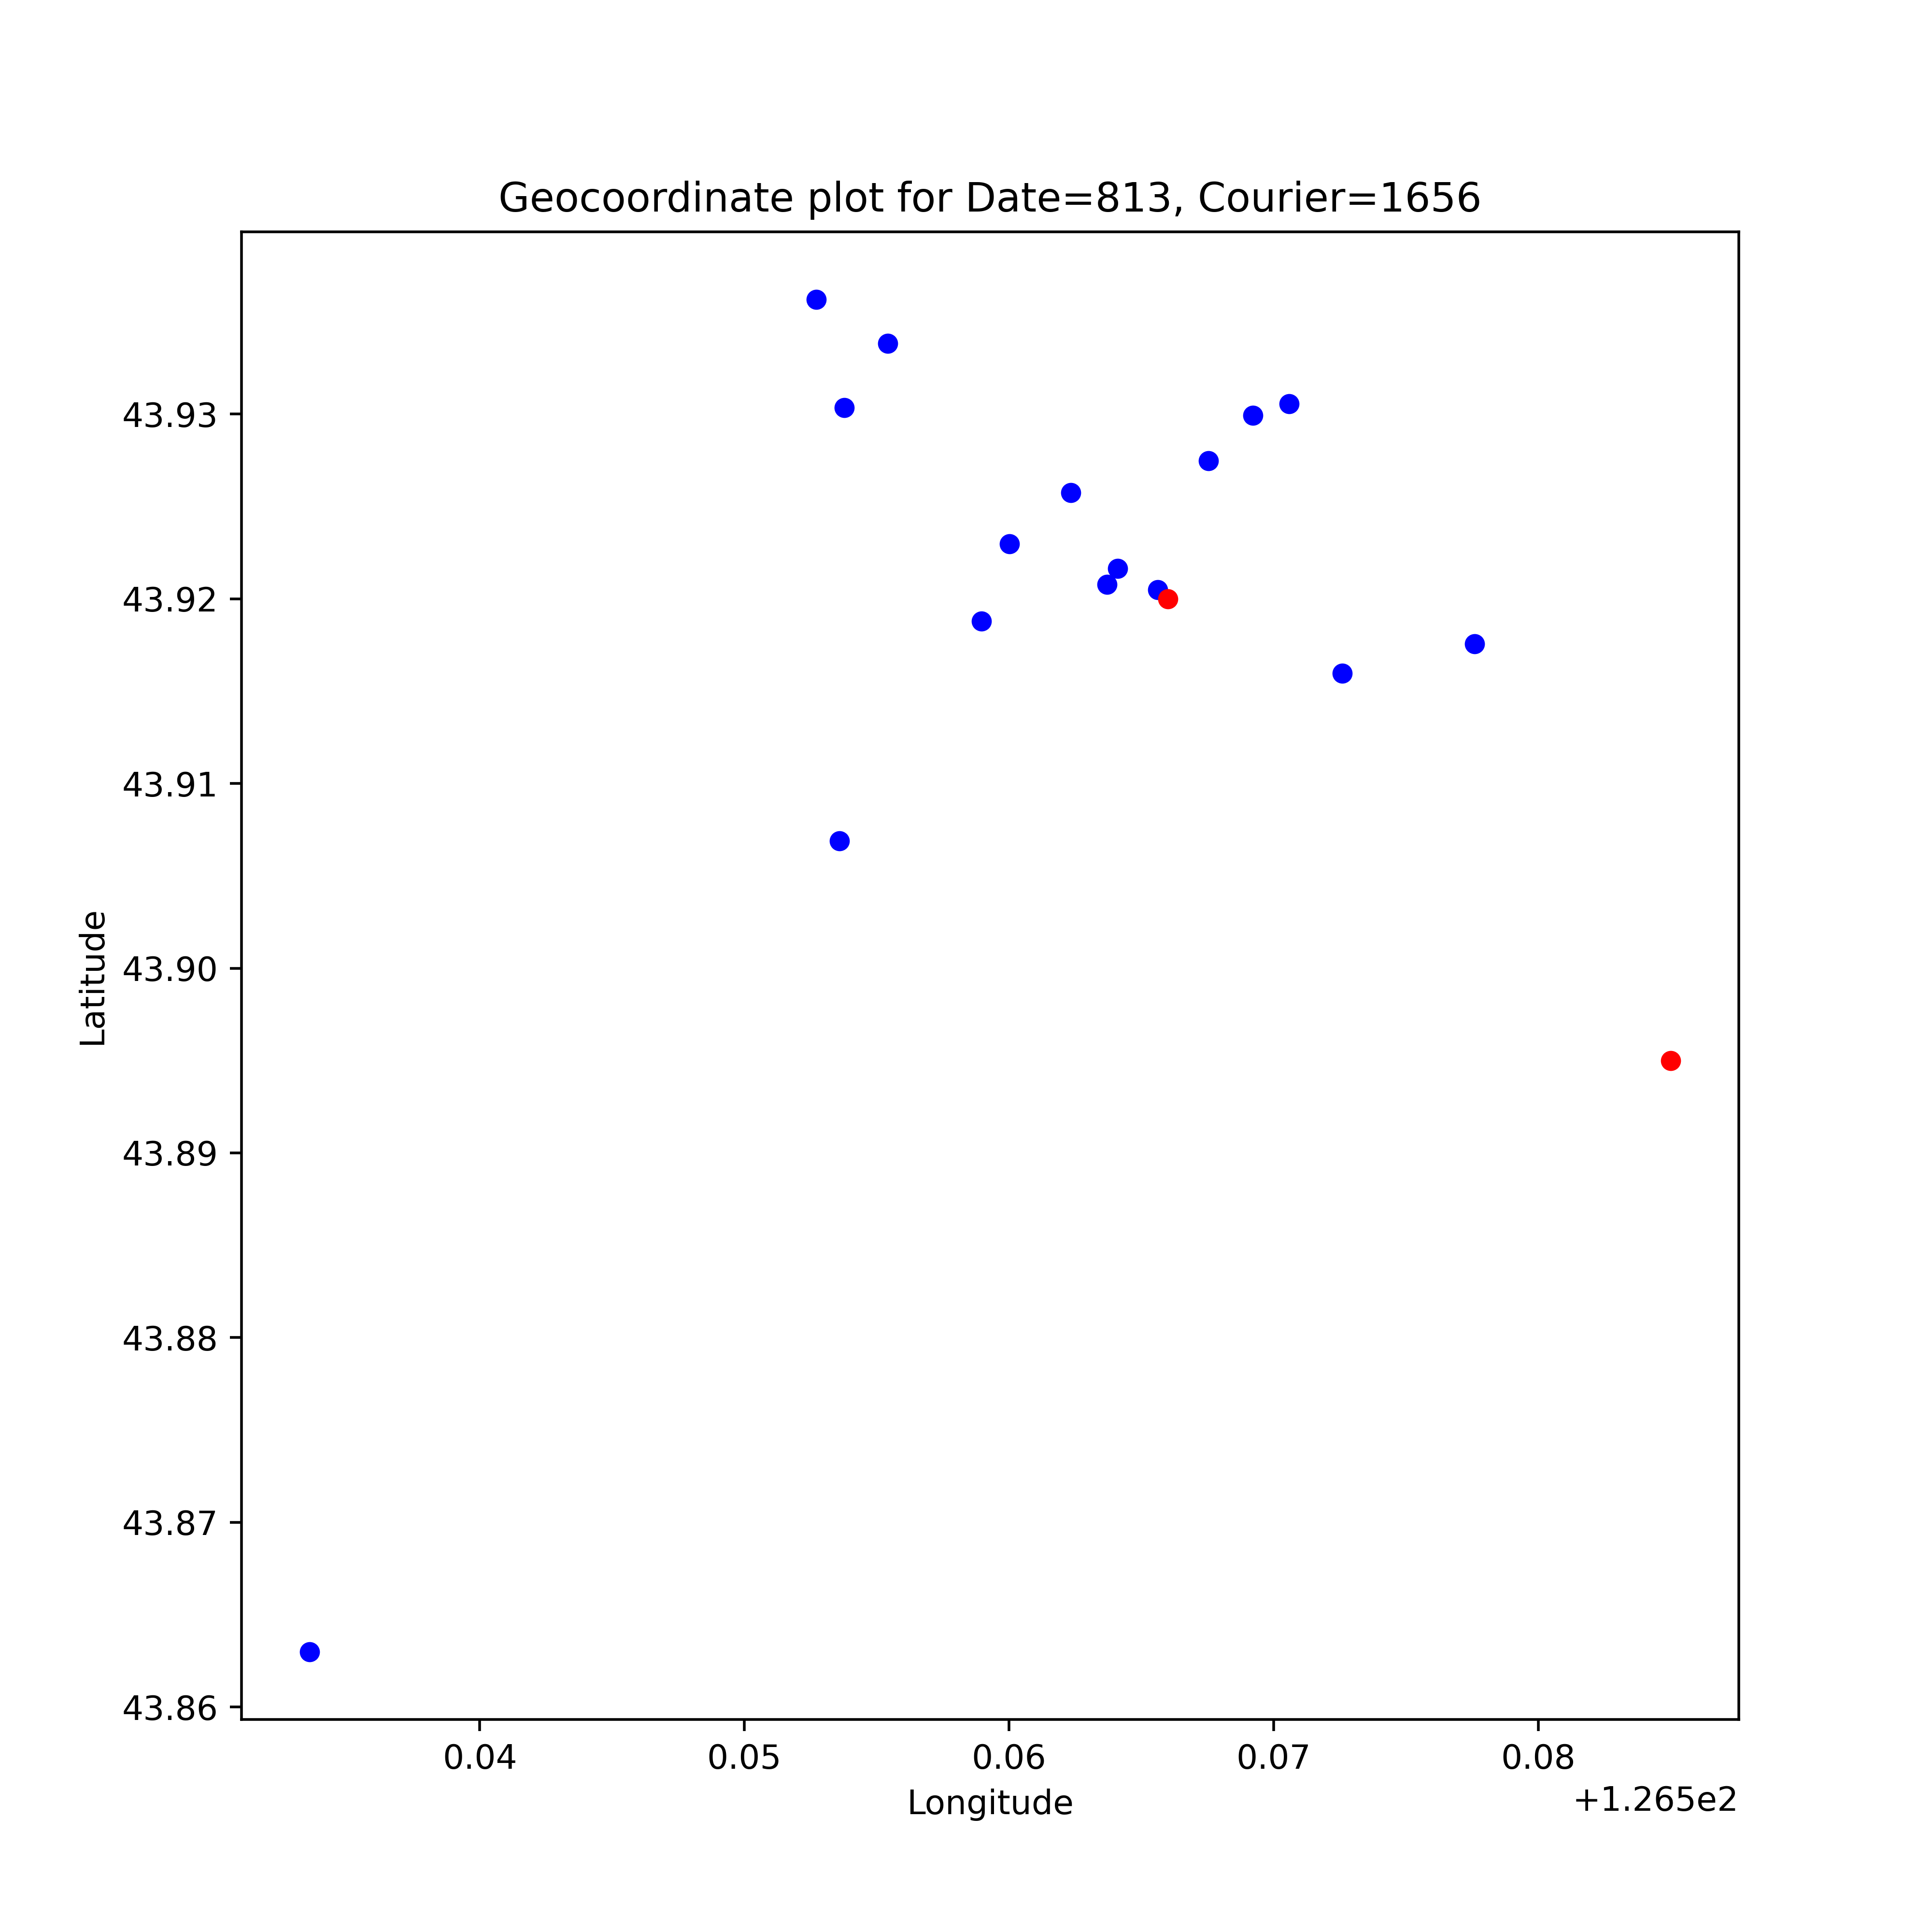 Geocoordinate plot for Date=813, Courier=1656
43.93
43.92
43.91
43.90
43.89
43.88
43.87
43.86
Latitude
0.04 0.05 0.06 0.07 0.08
+1.265e2
Longitude